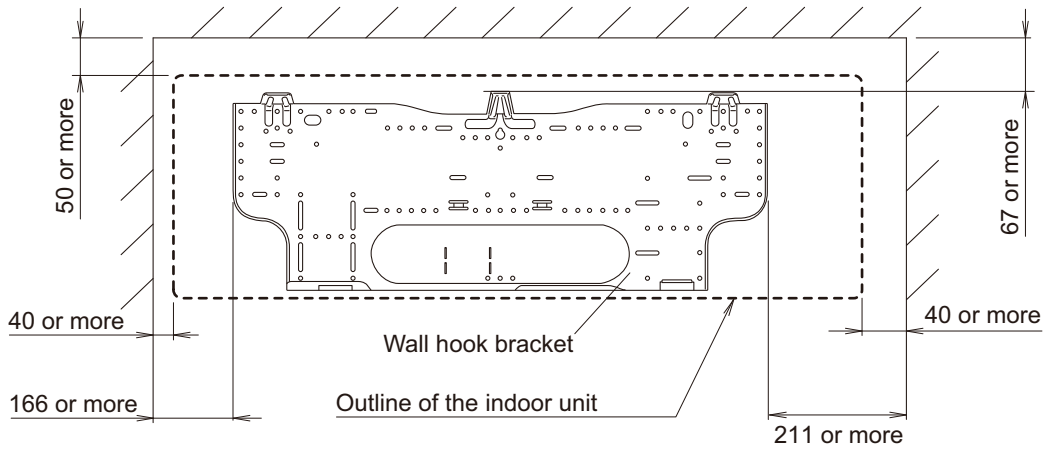 50 or more
67 or more
40 or more
40 or more
Wall hook bracket
166 or more
Outline of the indoor unit
211 or more